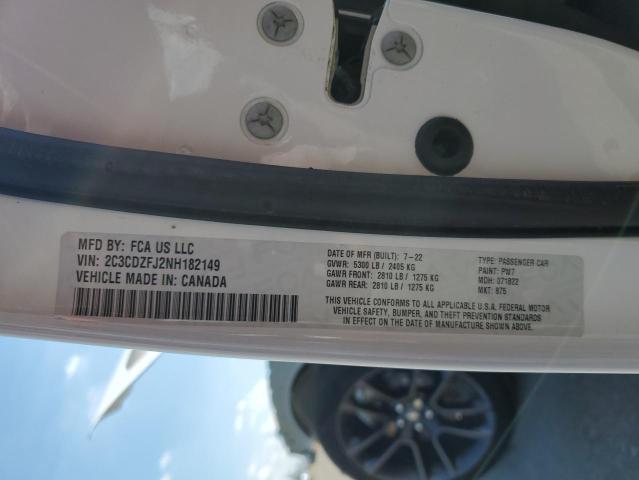 MFD BY: FCA US LLC
VIN: 2C3CDZFJ2NH182149
VEHICLE MADE IN: CANADA
DATE OF MFR (BUILT): 7-22
GVWR: 5300 LB / 2405 KG
GAWR FRONT: 2810 LB / 1275 KG
GAWR REAR: 2810 LB / 1275 KG
TYPE: PASSENGER CAR
PAINT: PW7
MDH: 071822
MKT: 875
THIS VEHICLE CONFORMS TO ALL APPLICABLE U.S.A. FEDERAL MOTOR
VEHICLE SAFETY, BUMPER, AND THEFT PREVENTION STANDARDS
IN EFFECT ON THE DATE OF MANUFACTURE SHOWN ABOVE.